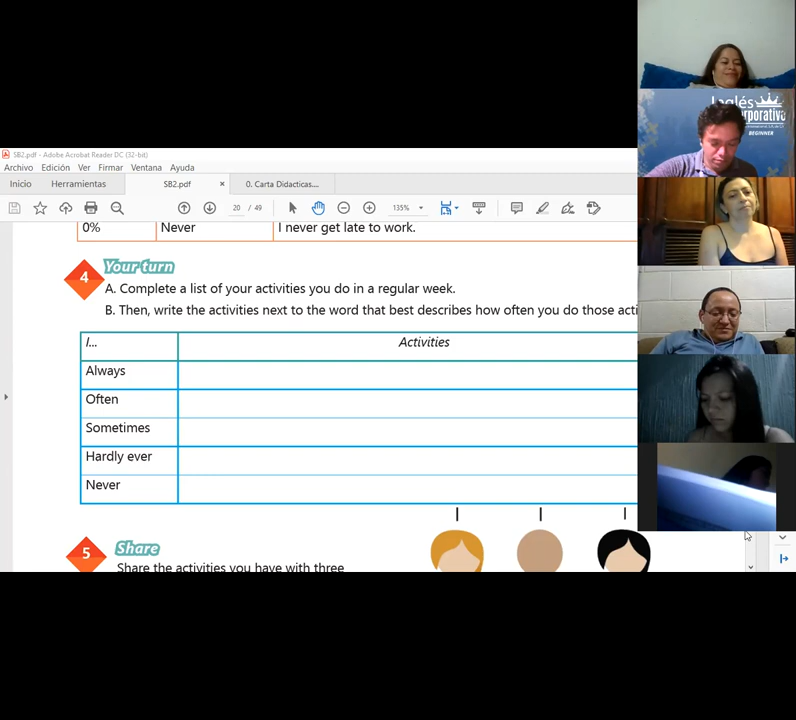 SB2.pdf - Adobe Acrobat Reader DC (32-bit)
Archivo Edición Ver Firmar Ventana Ayuda
Inicio Herramientas SB2.pdf × 0. Carta Didacticas....
20 / 49 135%
0% Never I never get late to work.
4 Your turn
A. Complete a list of your activities you do in a regular week.
B. Then, write the activities next to the word that best describes how often you do those acti
I... Activities
Always
Often
Sometimes
Hardly ever
Never
5 Share
Share the activities you have with three
Inglés
orporativo
BEGINNER